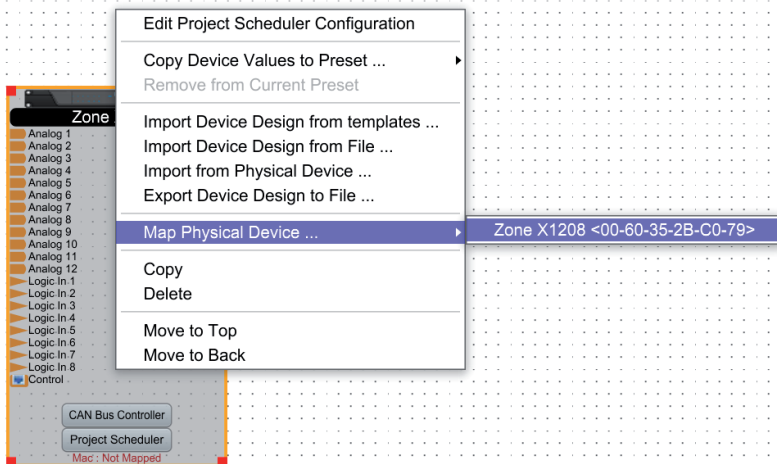 Edit Project Scheduler Configuration
Copy Device Values to Preset ...
Remove from Current Preset
Import Device Design from templates ...
Import Device Design from File ...
Import from Physical Device ...
Export Device Design to File ...
Map Physical Device ...
Zone X1208 <00-60-35-2B-C0-79>
Copy
Delete
Move to Top
Move to Back
Zone
Analog 1
Analog 2
Analog 3
Analog 4
Analog 5
Analog 6
Analog 7
Analog 8
Analog 9
Analog 10
Analog 11
Analog 12
Logic In 1
Logic In 2
Logic In 3
Logic In 4
Logic In 5
Logic In 6
Logic In 7
Logic In 8
Control
CAN Bus Controller
Project Scheduler
Mac : Not Mapped